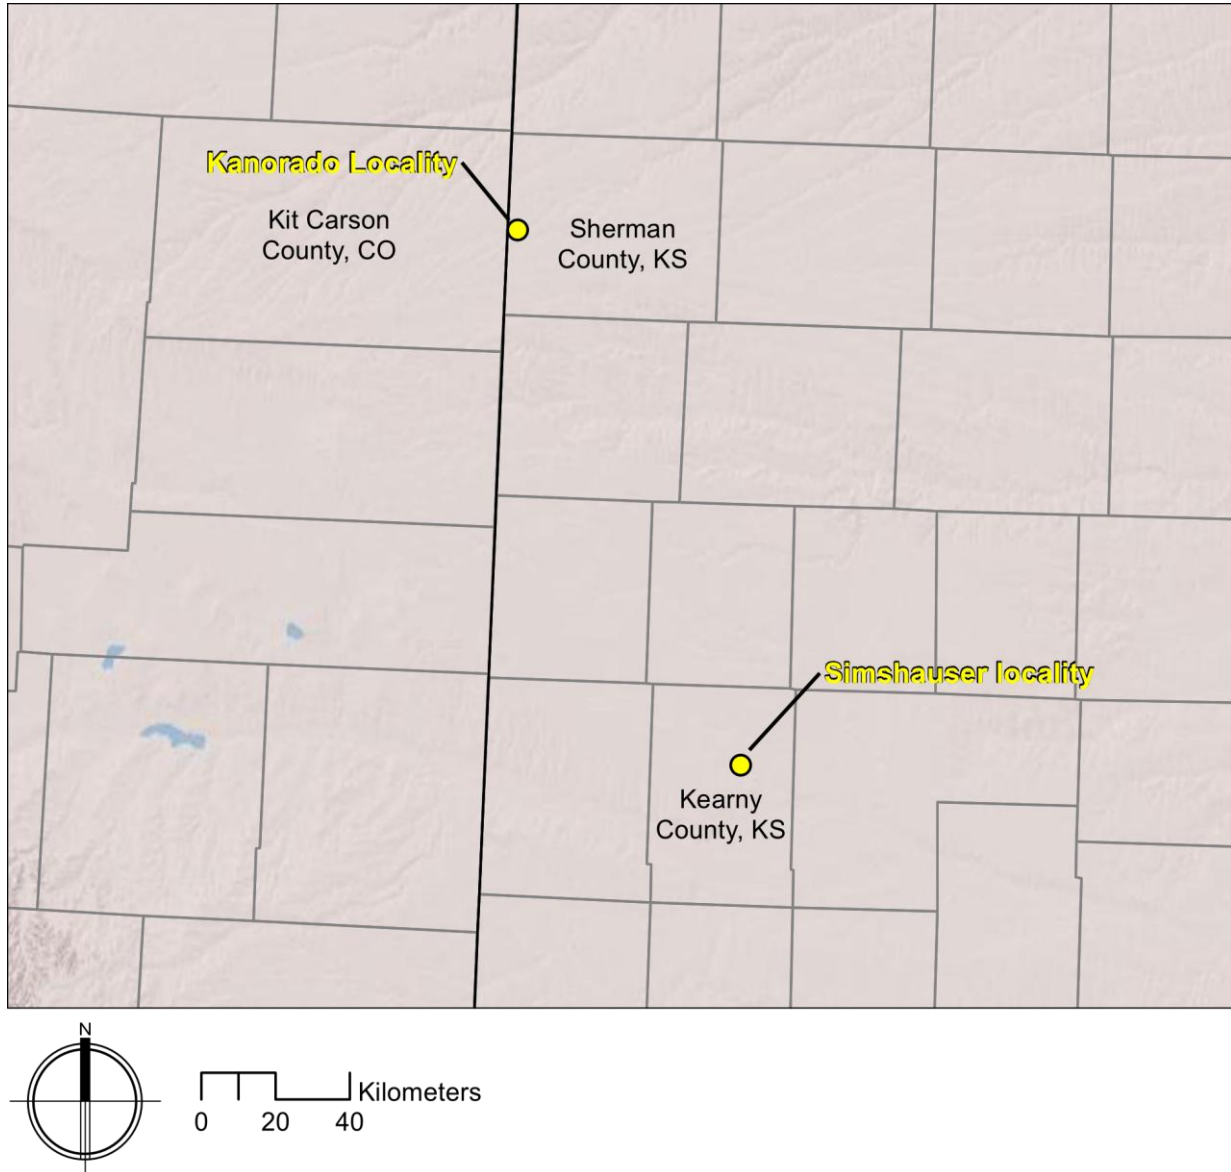 Kanorado Locality
Kit Carson
County, CO
Sherman
County, KS
Simshauser locality
Kearny
County, KS
N
Kilometers
0 20 40